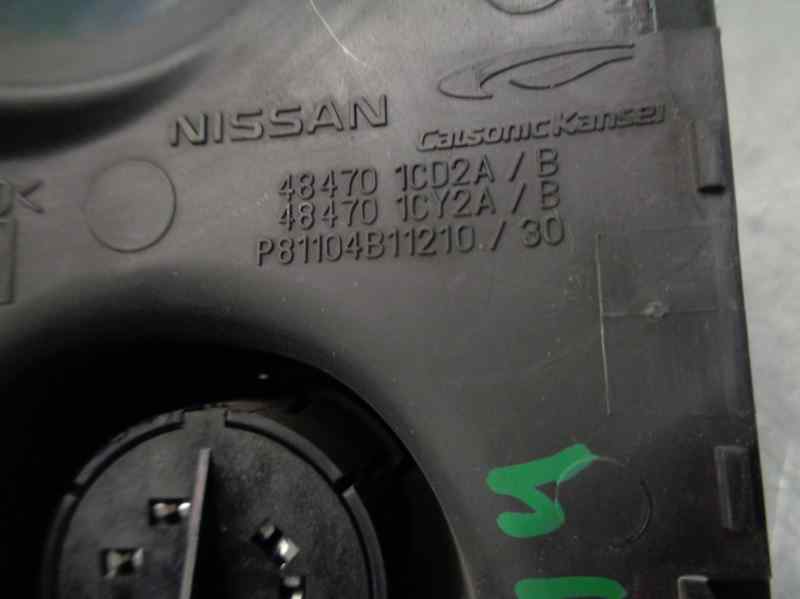 NISSAN CalsonicKansei
48470 1CD2A / B
48470 1CY2A / B
P81104B11210 / 30